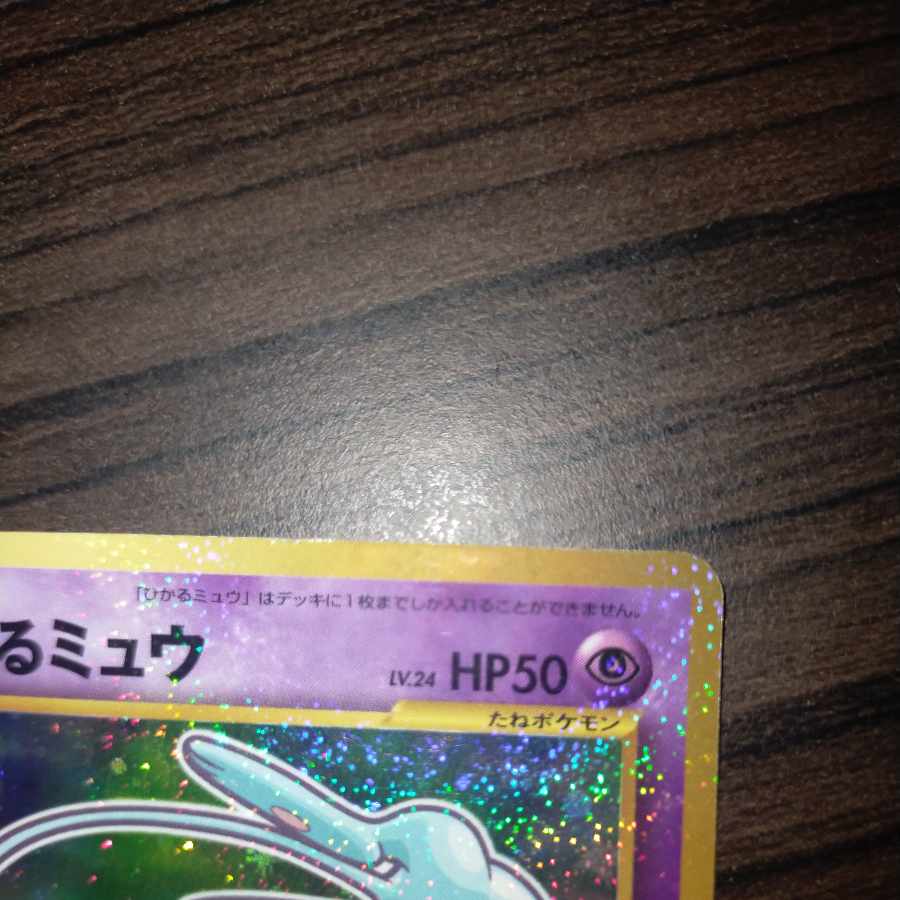 「ひかるミュウ」はデッキに1枚までしか入れることができません。
るミュウ LV.24 HP50
たねポケモン